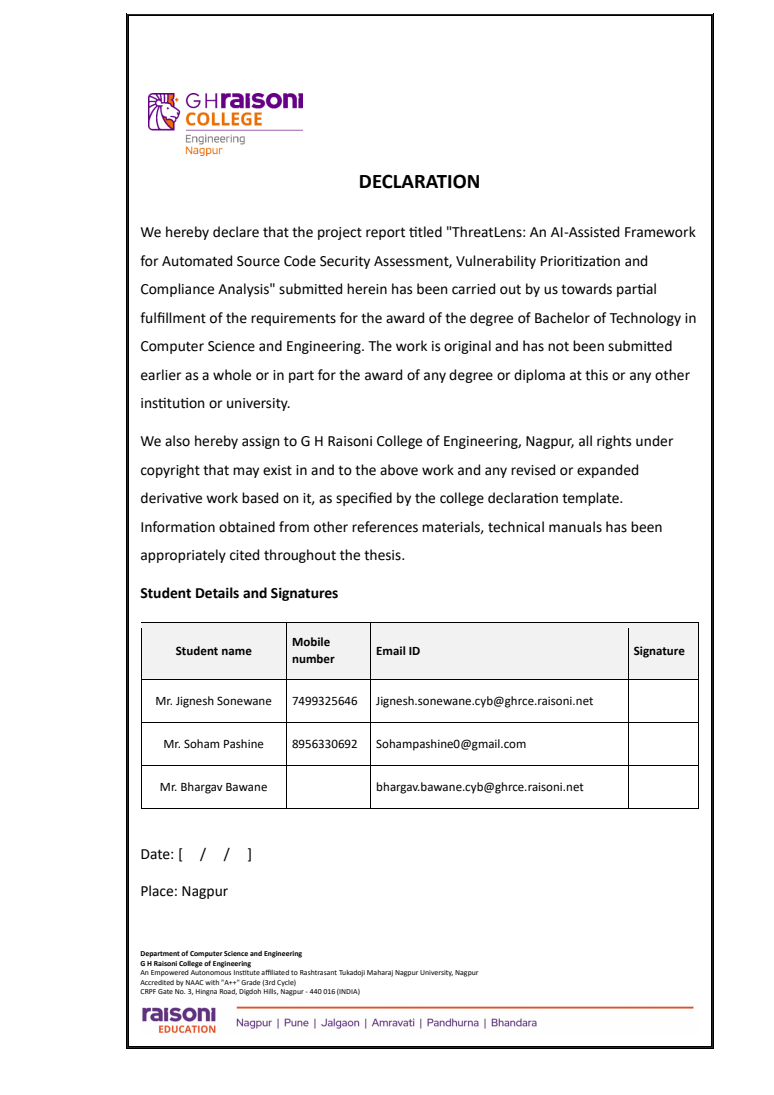 GHraisoni
COLLEGE
Engineering
Nagpur
DECLARATION
We hereby declare that the project report titled "ThreatLens: An AI-Assisted Framework
for Automated Source Code Security Assessment, Vulnerability Prioritization and
Compliance Analysis" submitted herein has been carried out by us towards partial
fulfillment of the requirements for the award of the degree of Bachelor of Technology in
Computer Science and Engineering. The work is original and has not been submitted
earlier as a whole or in part for the award of any degree or diploma at this or any other
institution or university.
We also hereby assign to G H Raisoni College of Engineering, Nagpur, all rights under
copyright that may exist in and to the above work and any revised or expanded
derivative work based on it, as specified by the college declaration template.
Information obtained from other references materials, technical manuals has been
appropriately cited throughout the thesis.
Student Details and Signatures
Student name Mobile number Email ID Signature
Mr. Jignesh Sonewane 7499325646 Jignesh.sonewane.cyb@ghrce.raisoni.net
Mr. Soham Pashine 8956330692 Sohampashine0@gmail.com
Mr. Bhargav Bawane bhargav.bawane.cyb@ghrce.raisoni.net
Date: [ / / ]
Place: Nagpur
Department of Computer Science and Engineering
G H Raisoni College of Engineering
An Empowered Autonomous Institute affiliated to Rashtrasant Tukadoji Maharaj Nagpur University, Nagpur
Accredited by NAAC with "A++" Grade (3rd Cycle)
CRPF Gate No. 3, Hingna Road, Digdoh Hills, Nagpur - 440 016 (INDIA)
raisoni
EDUCATION
Nagpur | Pune | Jalgaon | Amravati | Pandhurna | Bhandara